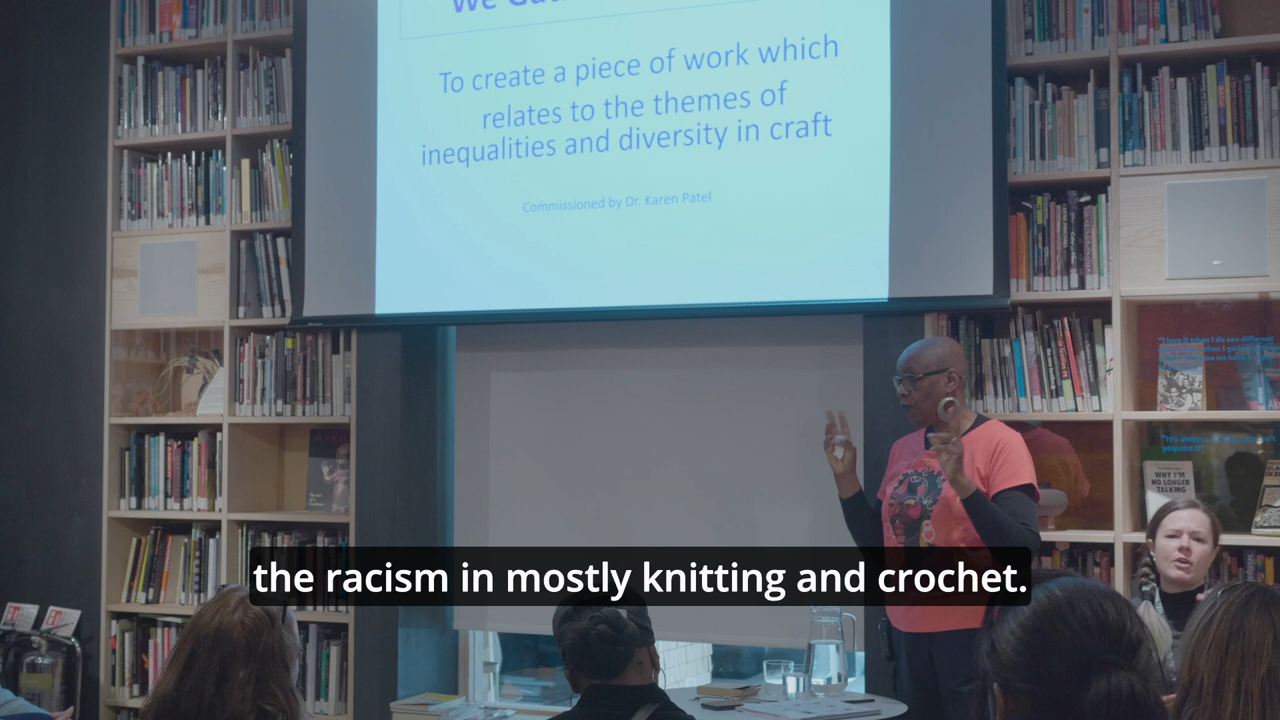 We
To create a piece of work which
relates to the themes of
inequalities and diversity in craft
Commissioned by Dr. Karen Patel
WHY I'M
NO LONGER
TALKING
the racism in mostly knitting and crochet.